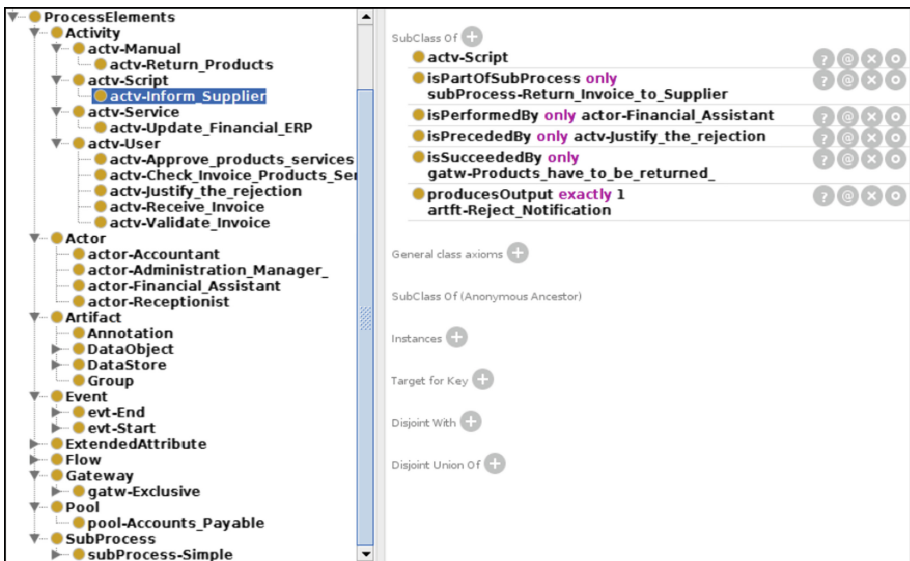 ProcessElements
Activity
actv-Manual
actv-Return_Products
actv-Script
actv-Inform_Supplier
actv-Service
actv-Update_Financial_ERP
actv-User
actv-Approve_products_services
actv-Check_Invoice_Products_Ser
actv-Justify_the_rejection
actv-Receive_Invoice
actv-Validate_Invoice
Actor
actor-Accountant
actor-Administration_Manager_
actor-Financial_Assistant
actor-Receptionist
Artifact
Annotation
DataObject
DataStore
Group
Event
evt-End
evt-Start
ExtendedAttribute
Flow
Gateway
gatw-Exclusive
Pool
pool-Accounts_Payable
SubProcess
subProcess-Simple
SubClass Of
actv-Script
isPartOfSubProcess only
subProcess-Return_Invoice_to_Supplier
isPerformedBy only actor-Financial_Assistant
isPrecededBy only actv-Justify_the_rejection
isSucceededBy only
gatw-Products_have_to_be_returned_
producesOutput exactly 1
artft-Reject_Notification
General class axioms
SubClass Of (Anonymous Ancestor)
Instances
Target for Key
Disjoint With
Disjoint Union Of